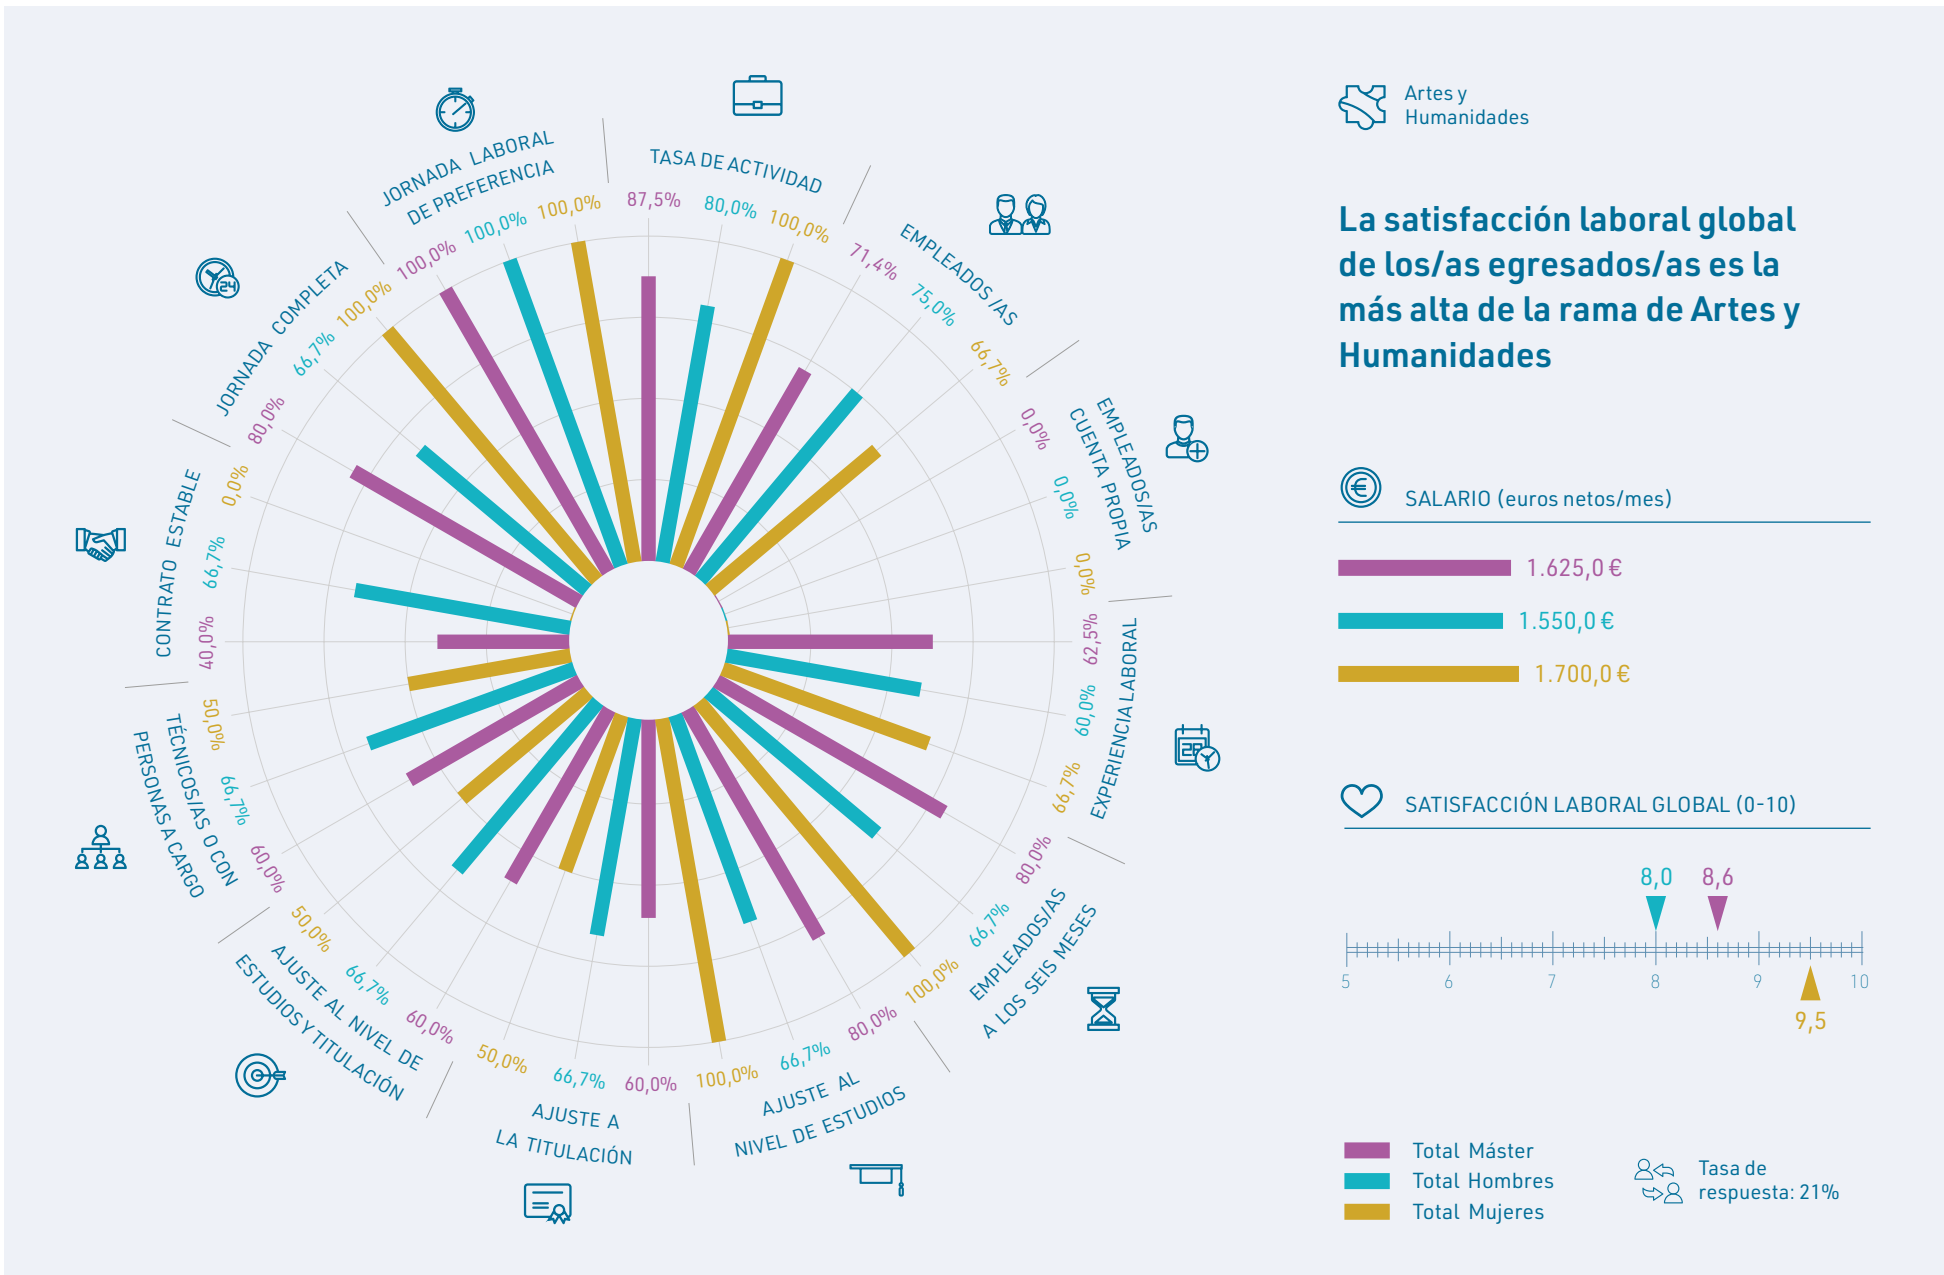 JORNADA LABORAL
DE PREFERENCIA
100,0%
100,0%
100,0%
TASA DE ACTIVIDAD
87,5%
80,0%
100,0%
EMPLEADOS /AS
71,4%
75,0%
66,7%
EMPLEADOS/AS
CUENTA PROPIA
0,0%
0,0%
0,0%
EXPERIENCIA LABORAL
62,5%
60,0%
66,7%
EMPLEADOS/AS
A LOS SEIS MESES
80,0%
66,7%
100,0%
AJUSTE AL
NIVEL DE ESTUDIOS
80,0%
66,7%
100,0%
AJUSTE A
LA TITULACIÓN
60,0%
66,7%
50,0%
AJUSTE AL NIVEL DE
ESTUDIOS Y TITULACIÓN
60,0%
66,7%
50,0%
TÉCNICOS/AS O CON
PERSONAS A CARGO
60,0%
66,7%
50,0%
CONTRATO ESTABLE
40,0%
66,7%
0,0%
JORNADA COMPLETA
80,0%
66,7%
100,0%
24
28
Artes y
Humanidades
La satisfacción laboral global
de los/as egresados/as es la
más alta de la rama de Artes y
Humanidades
€
SALARIO (euros netos/mes)
1.625,0 €
1.550,0 €
1.700,0 €
SATISFACCIÓN LABORAL GLOBAL (0-10)
8,0 8,6
5 6 7 8 9 10
9,5
Total Máster
Total Hombres
Total Mujeres
Tasa de
respuesta: 21%